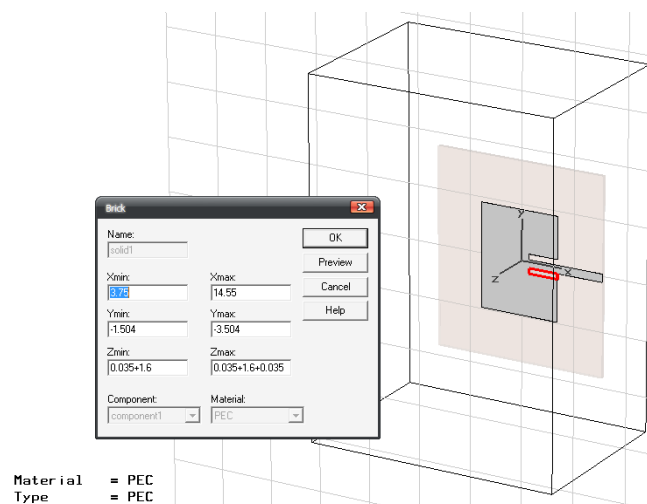 Brick
Name:
solid1
OK
Preview
Xmin:
Xmax:
3.75
14.55
Cancel
Ymin:
Ymax:
Help
-1.504
-3.504
Zmin:
Zmax:
0.035+1.6
0.035+1.6+0.035
Component:
Material:
component1
PEC
y
x
z
Material = PEC
Type = PEC